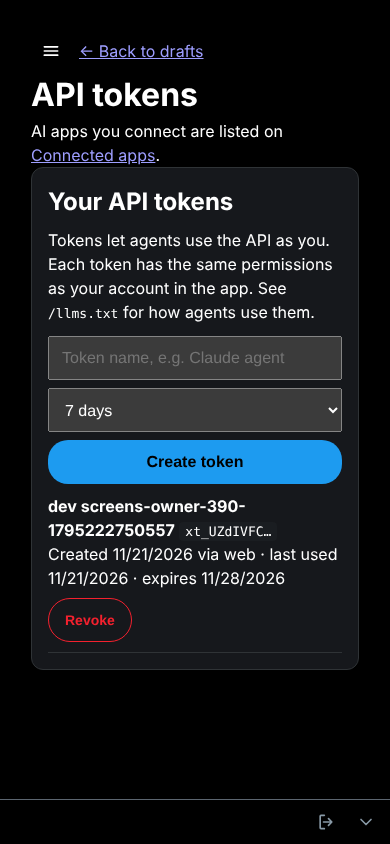 ← Back to drafts
API tokens
AI apps you connect are listed on
Connected apps.
Your API tokens
Tokens let agents use the API as you.
Each token has the same permissions
as your account in the app. See
/llms.txt for how agents use them.
Token name, e.g. Claude agent
7 days
Create token
dev screens-owner-390-
1795222750557 xt_UZdIVFC…
Created 11/21/2026 via web · last used
11/21/2026 · expires 11/28/2026
Revoke